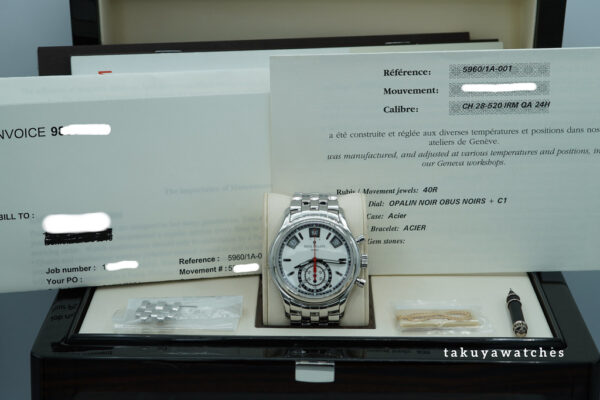 NVOICE 9
BILL TO :
Job number : 1
Your PO :
Reference : 5960/1A-0
Movement # : 5
Référence: 5960/1A-001
Mouvement:
Calibre: CH 28-520 IRM QA 24H
a été construite et réglée aux diverses températures et positions dans nos
ateliers de Genève.
was manufactured, and adjusted at various temperatures and positions, in
our Geneva workshops.
Rubis / Movement jewels: 40R
Dial: OPALIN NOIR OBUS NOIRS + C1
Case: Acier
Bracelet: ACIER
Gem stones:
takuyawatches